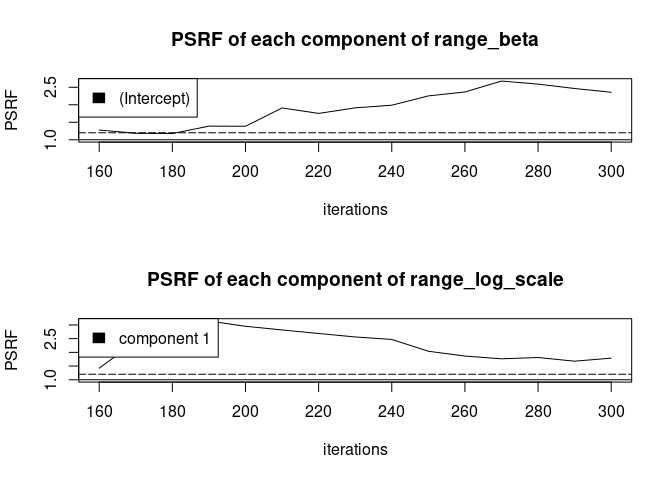 PSRF of each component of range_beta
PSRF
2.5
1.0
(Intercept)
160 180 200 220 240 260 280 300
iterations
PSRF of each component of range_log_scale
PSRF
2.5
1.0
component 1
160 180 200 220 240 260 280 300
iterations